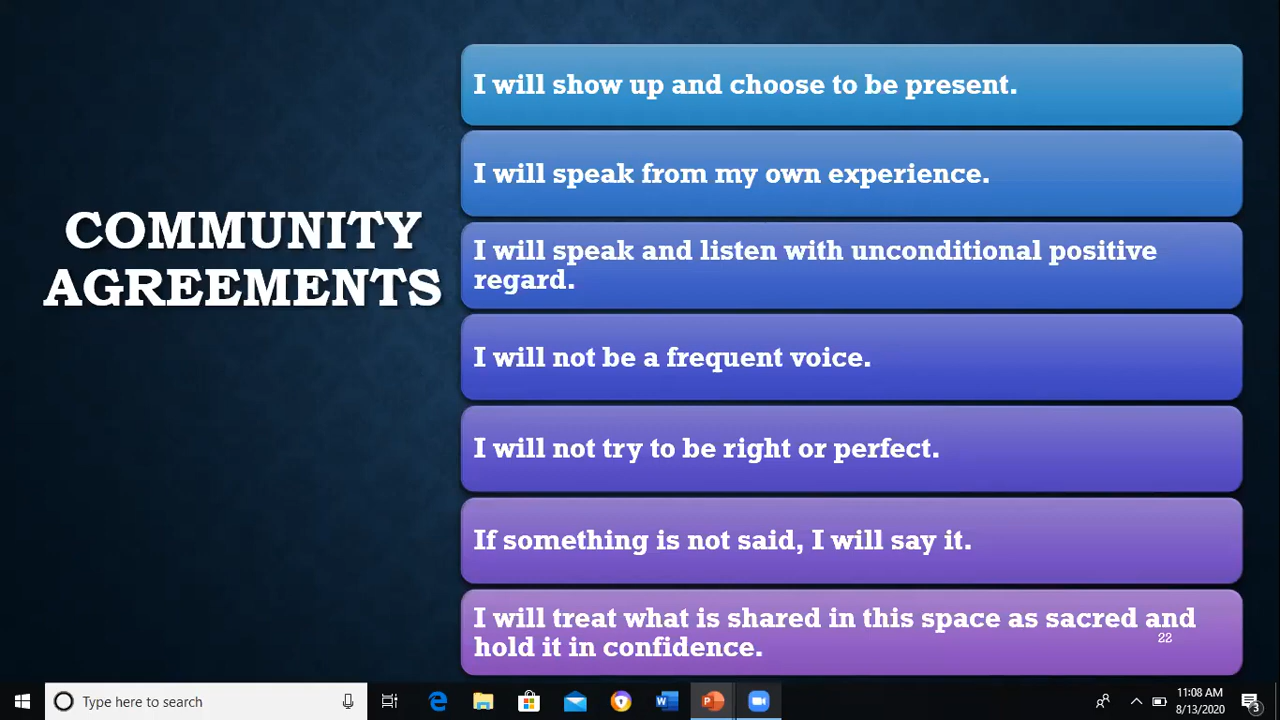 COMMUNITY
AGREEMENTS
I will show up and choose to be present.
I will speak from my own experience.
I will speak and listen with unconditional positive
regard.
I will not be a frequent voice.
I will not try to be right or perfect.
If something is not said, I will say it.
I will treat what is shared in this space as sacred and
hold it in confidence.
22
Type here to search
11:08 AM
8/13/2020
3